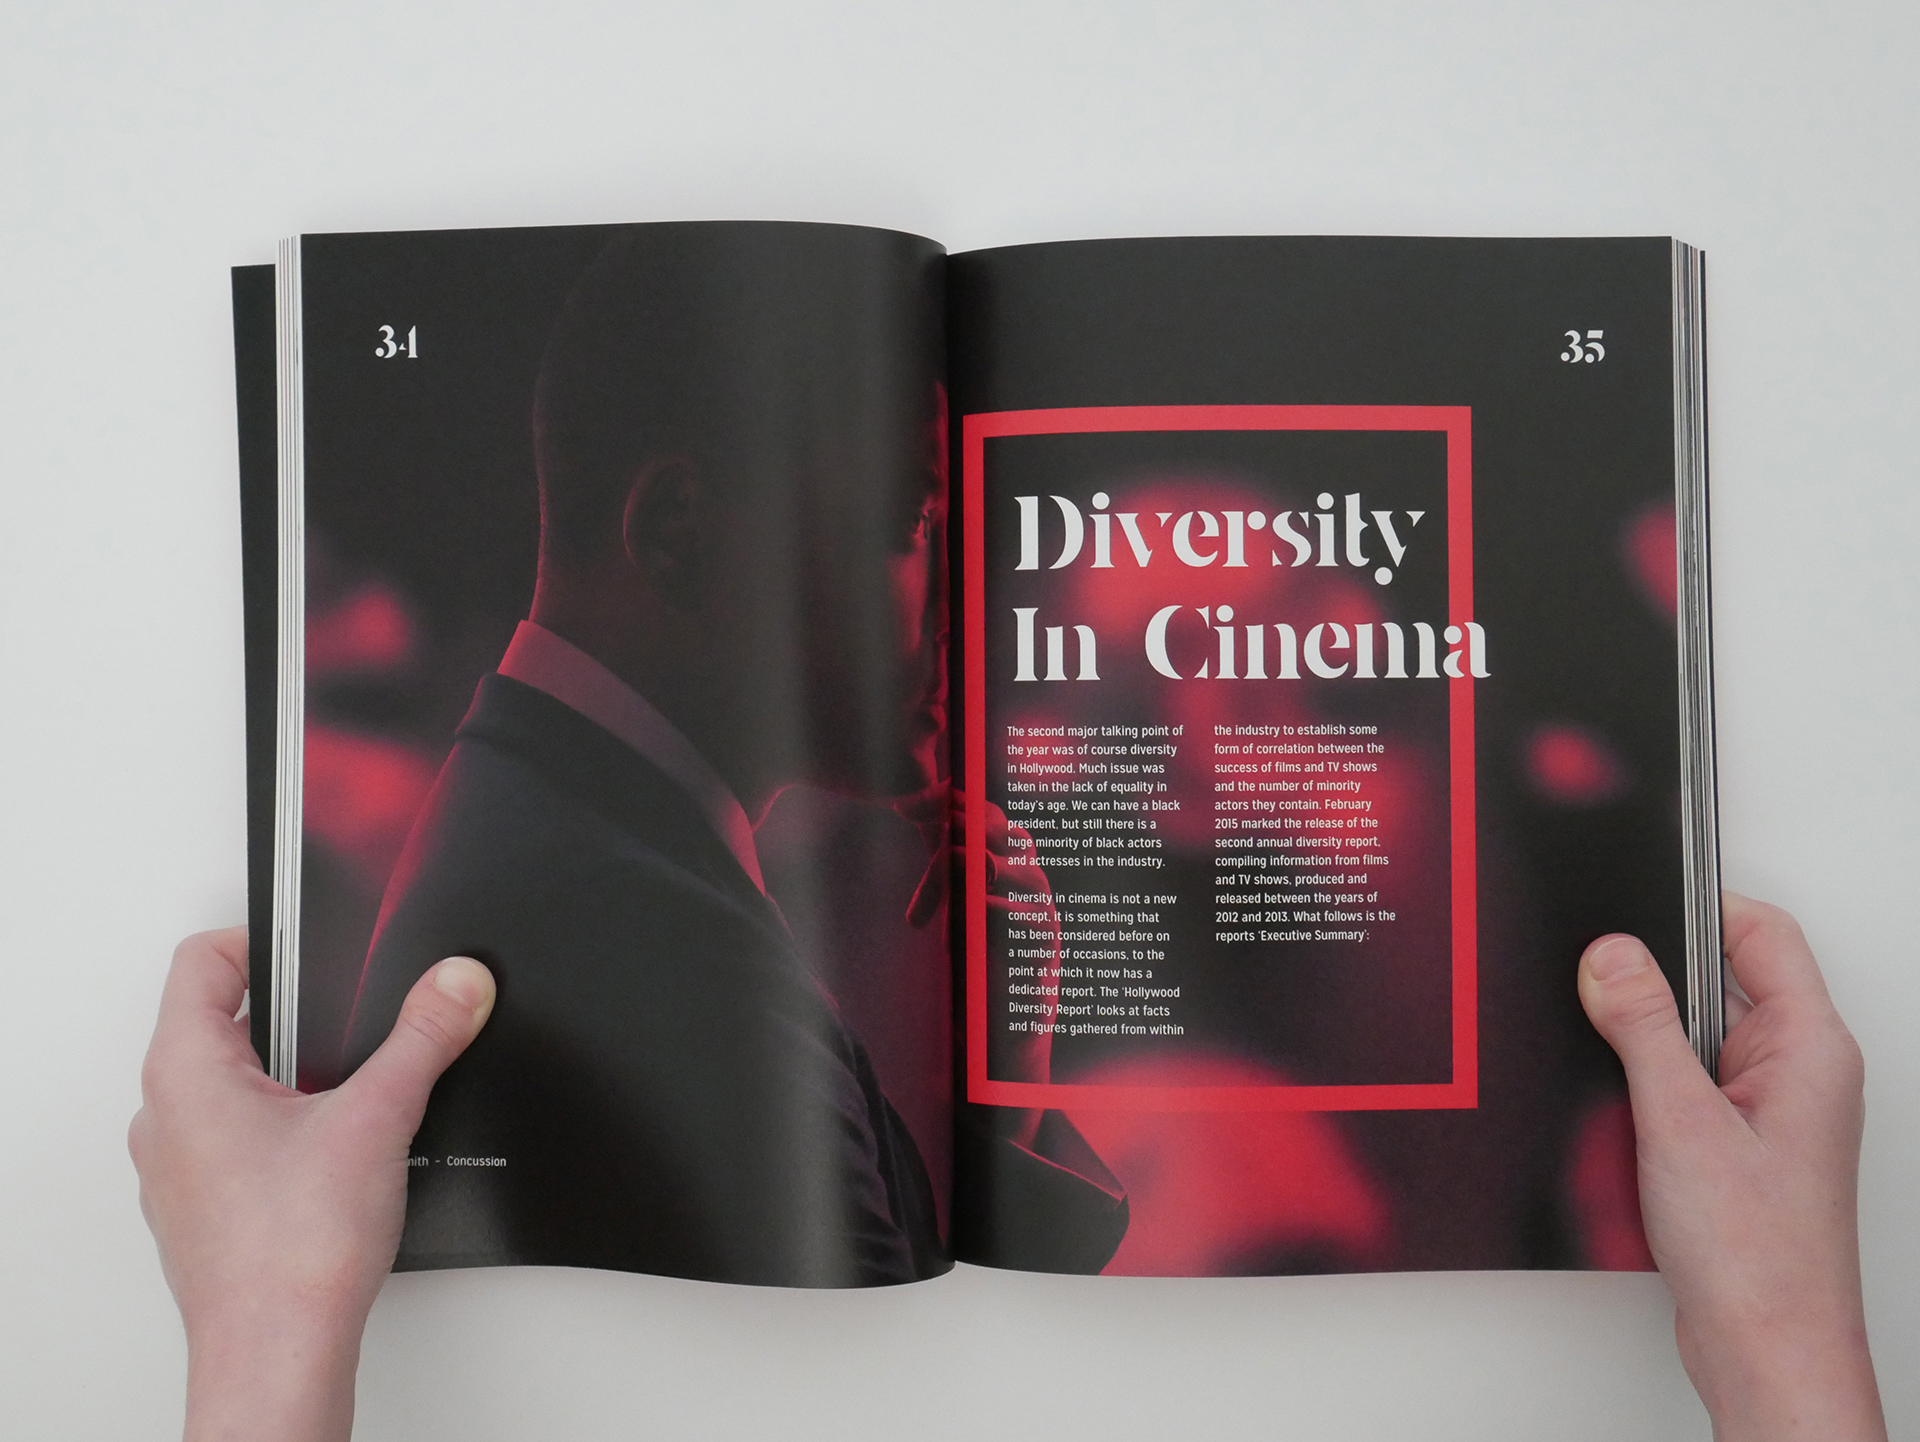 34
35
Diversity
In Cinema
The second major talking point of
the year was of course diversity
in Hollywood. Much issue was
taken in the lack of equality in
today's age. We can have a black
president, but still there is a
huge minority of black actors
and actresses in the industry.
Diversity in cinema is not a new
concept, it is something that
has been considered before on
a number of occasions, to the
point at which it now has a
dedicated report. The 'Hollywood
Diversity Report' looks at facts
and figures gathered from within
the industry to establish some
form of correlation between the
success of films and TV shows
and the number of minority
actors they contain. February
2015 marked the release of the
second annual diversity report,
compiling information from films
and TV shows, produced and
released between the years of
2012 and 2013. What follows is the
reports 'Executive Summary':
– Concussion